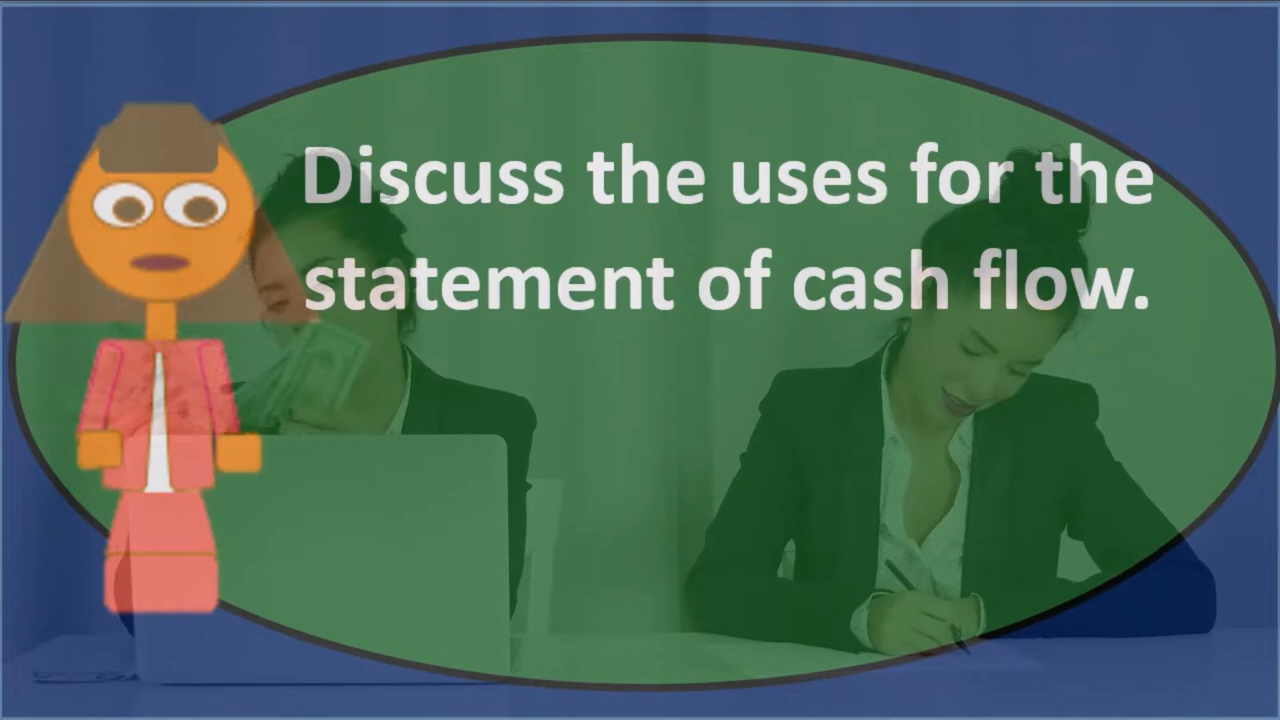 Discuss the uses for the
statement of cash flow.